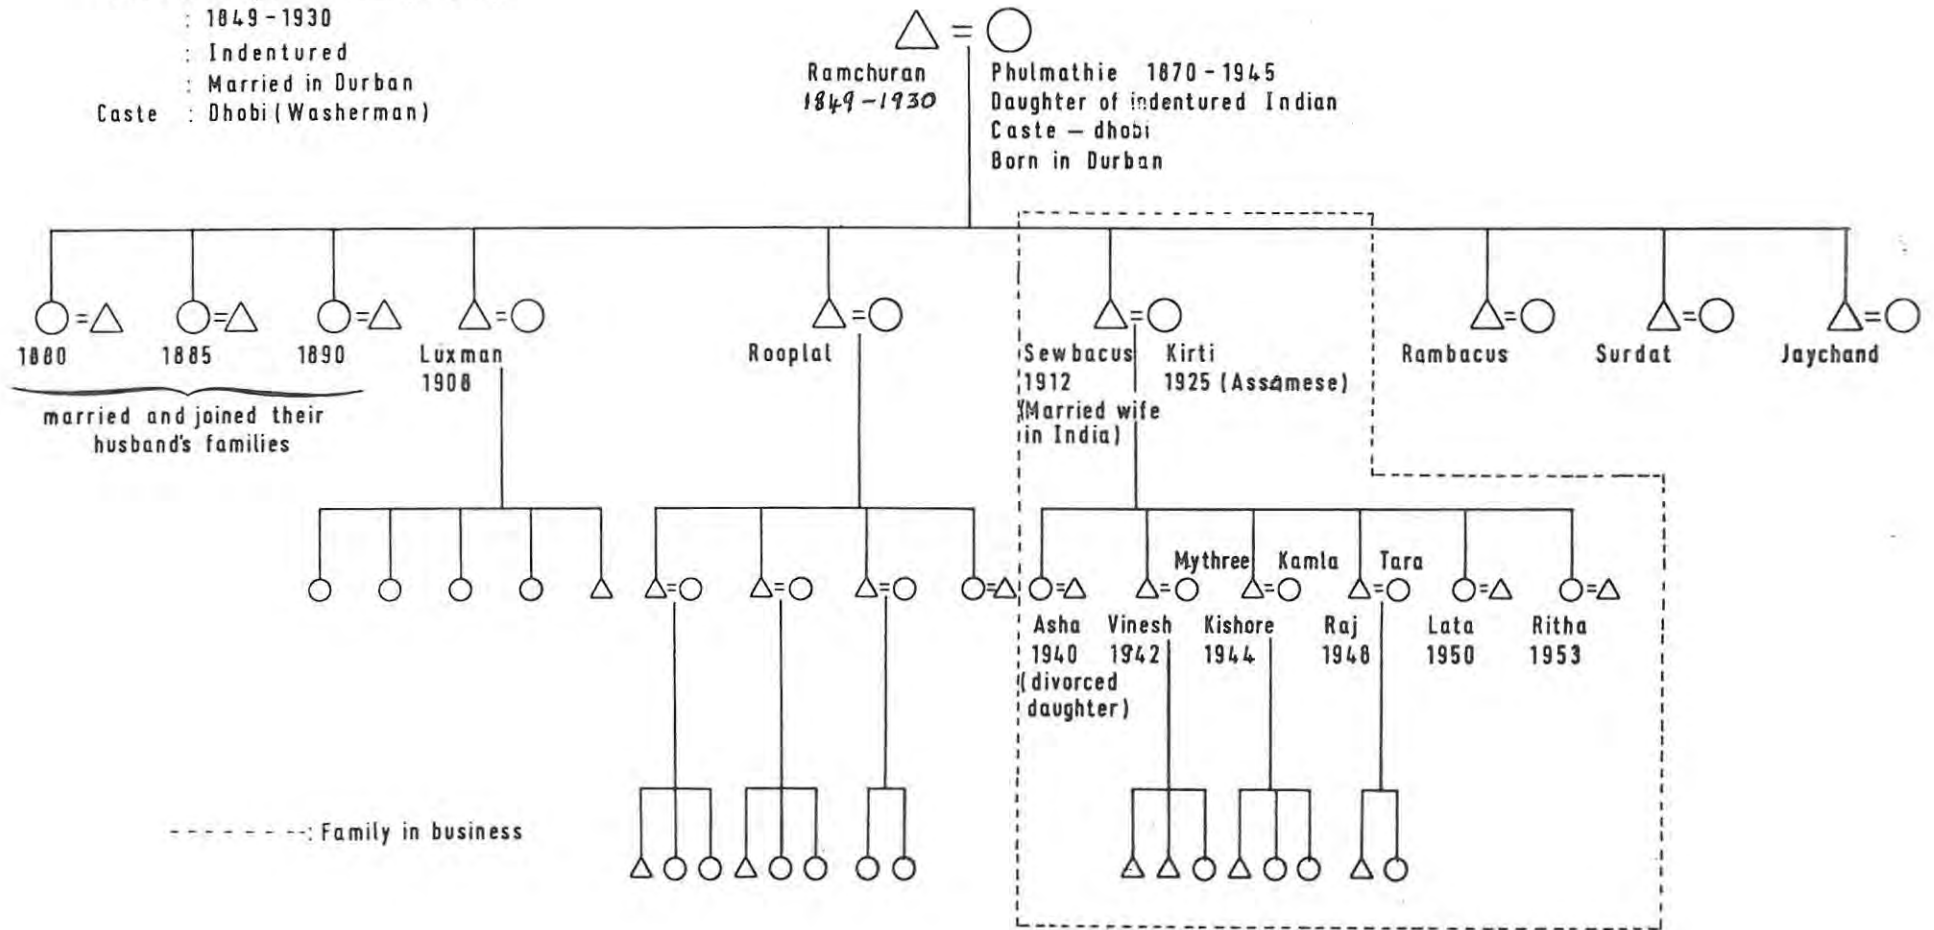 : 1849-1930
: Indentured
: Married in Durban
Caste : Dhobi (Washerman)
Ramchuran
1849-1930
Phulmathie 1870-1945
Daughter of indentured Indian
Caste — dhobi
Born in Durban
1880
1885
1890
married and joined their
husband's families
Luxman
1908
Rooplal
Sewbacus
1912
(Married wife
in India)
Kirti
1925 (Assamese)
Rambacus
Surdat
Jaychand
Mythree
Kamla
Tara
Asha
1940
(divorced
daughter)
Vinesh
1942
Kishore
1944
Raj
1948
Lata
1950
Ritha
1953
: Family in business